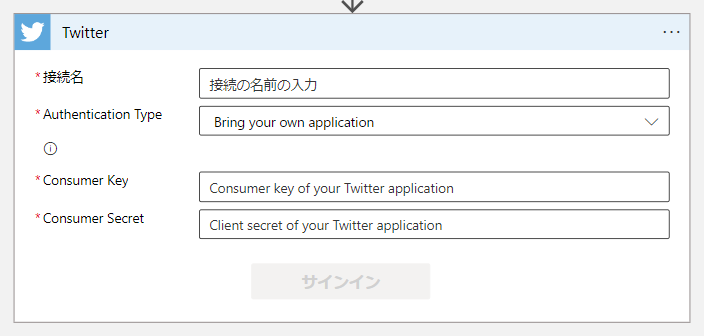 Twitter
*接続名
接続の名前の入力
*Authentication Type
Bring your own application
*Consumer Key
Consumer key of your Twitter application
*Consumer Secret
Client secret of your Twitter application
サインイン